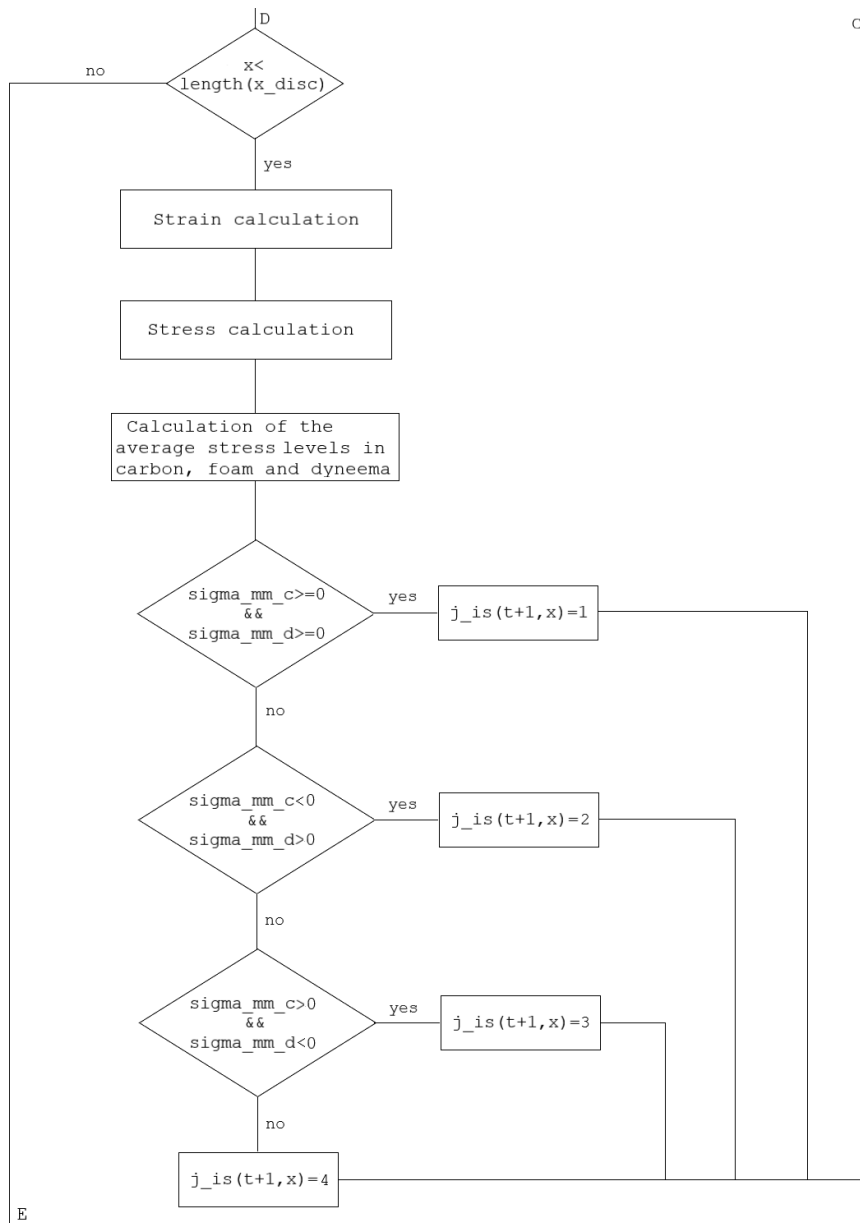 D
C
x<
length(x_disc)
no
yes
Strain calculation
Stress calculation
Calculation of the
average stress levels in
carbon, foam and dyneema
sigma_mm_c>=0
&&
sigma_mm_d>=0
yes
j_is(t+1,x)=1
no
sigma_mm_c<0
&&
sigma_mm_d>0
yes
j_is(t+1,x)=2
no
sigma_mm_c>0
&&
sigma_mm_d<0
yes
j_is(t+1,x)=3
no
j_is(t+1,x)=4
E